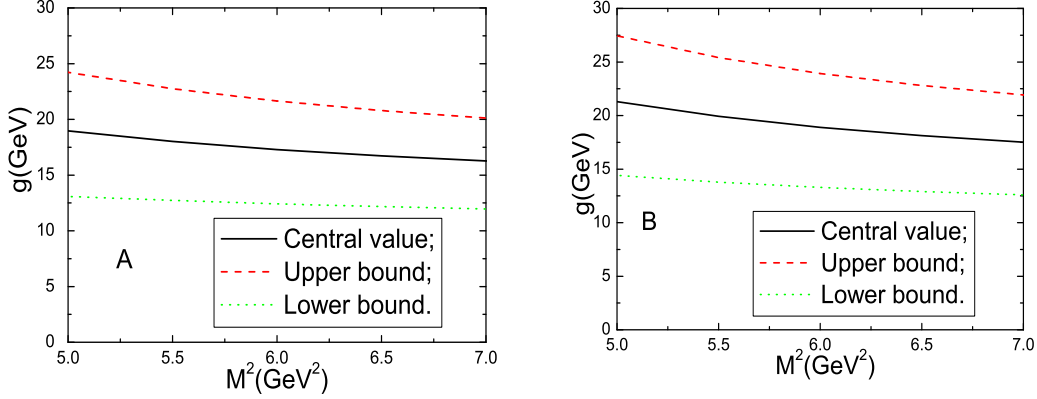 30
25
20
15
10
5
0
g(GeV)
A
Central value;
Upper bound;
Lower bound.
5.0 5.5 6.0 6.5 7.0
M²(GeV²)
30
25
20
15
10
5
0
g(GeV)
B
Central value;
Upper bound;
Lower bound.
5.0 5.5 6.0 6.5 7.0
M²(GeV²)